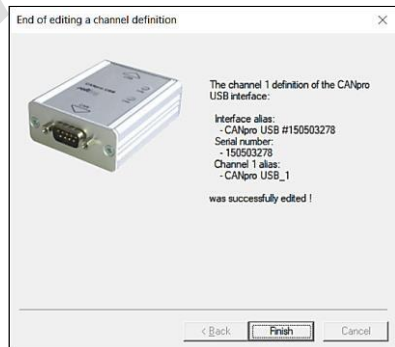 End of editing a channel definition
The channel 1 definition of the CANpro
USB interface:
Interface alias:
- CANpro USB #150503278
Serial number:
- 150503278
Channel 1 alias:
- CANpro USB_1
was successfully edited !
< Back
Finish
Cancel